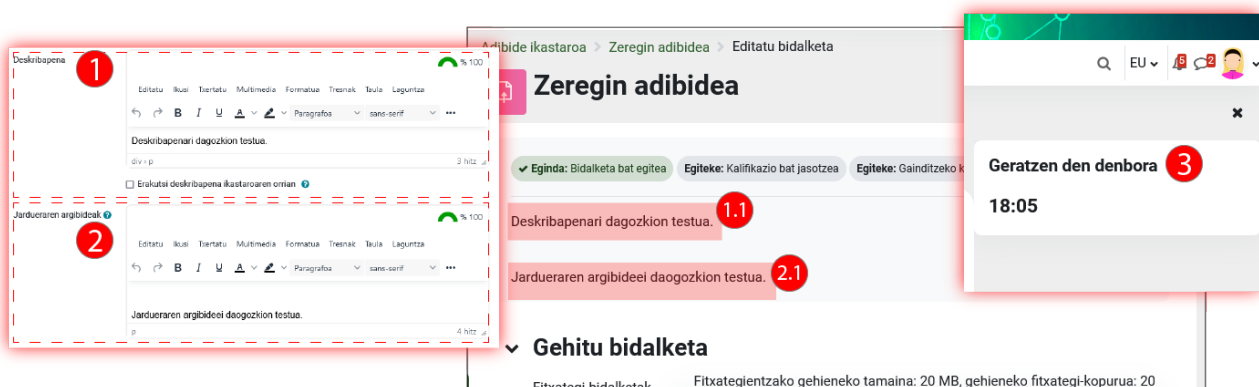 Deskribapena
1
% 100
Editatu Ikusi Txertatu Multimedia Formatua Tresnak Taula Laguntza
B I U A Paragrafoa sans-serif
Deskribapenari dagozkion testua.
div › p
3 hitz
Erakutsi deskribapena ikastaroaren orrian
Jardueraren argibideak
2
% 100
Editatu Ikusi Txertatu Multimedia Formatua Tresnak Taula Laguntza
B I U A Paragrafoa sans-serif
Jardueraren argibideei daogozkion testua.
p
4 hitz
Adibide ikastaroa > Zeregin adibidea > Editatu bidalketa
Zeregin adibidea
Eginda: Bidalketa bat egitea
Egiteke: Kalifikazio bat jasotzea
Egiteke: Gainditzeko k
Deskribapenari dagozkion testua.
1.1
Jardueraren argibideei daogozkion testua.
2.1
Gehitu bidalketa
Fitxategi bidalketak
Fitxategientzako gehieneko tamaina: 20 MB, gehieneko fitxategi-kopurua: 20
EU
5
2
Geratzen den denbora
3
18:05